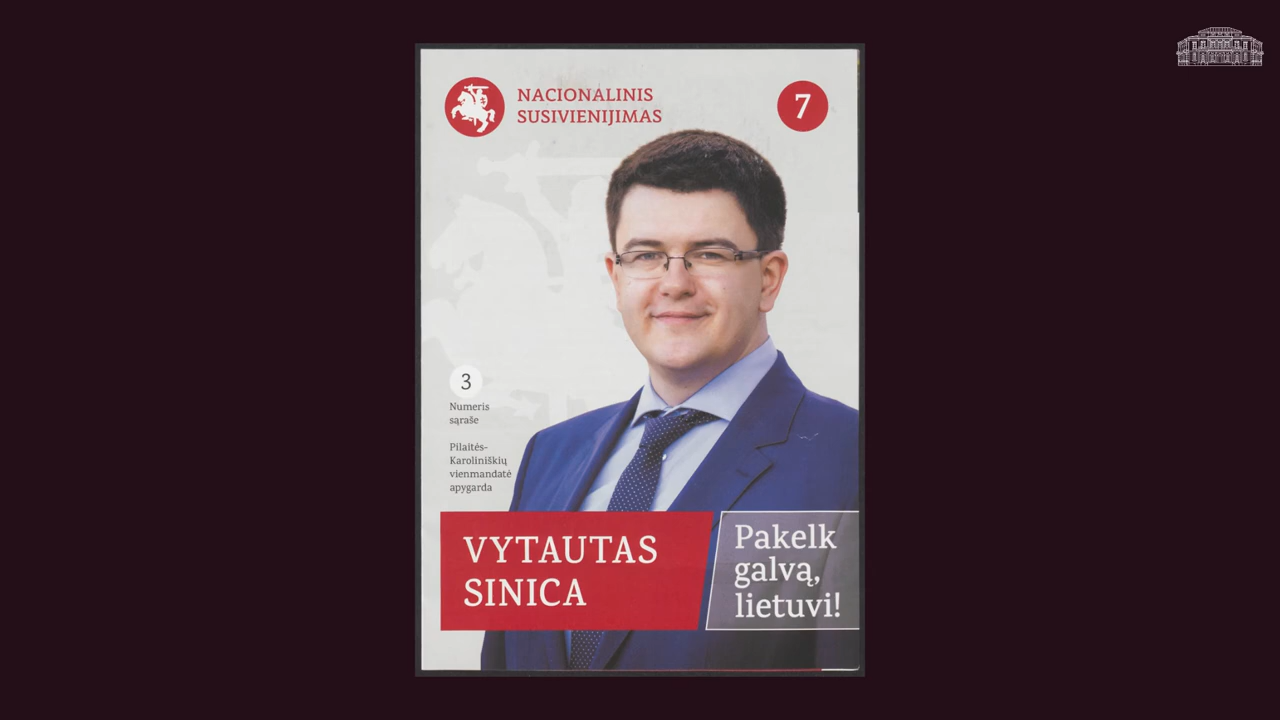 NACIONALINIS
SUSIVIENIJIMAS
7
3
Numeris
sąraše
Pilaitės-
Karoliniškių
vienmandatė
apygarda
VYTAUTAS
SINICA
Pakelk
galvą,
lietuvi!